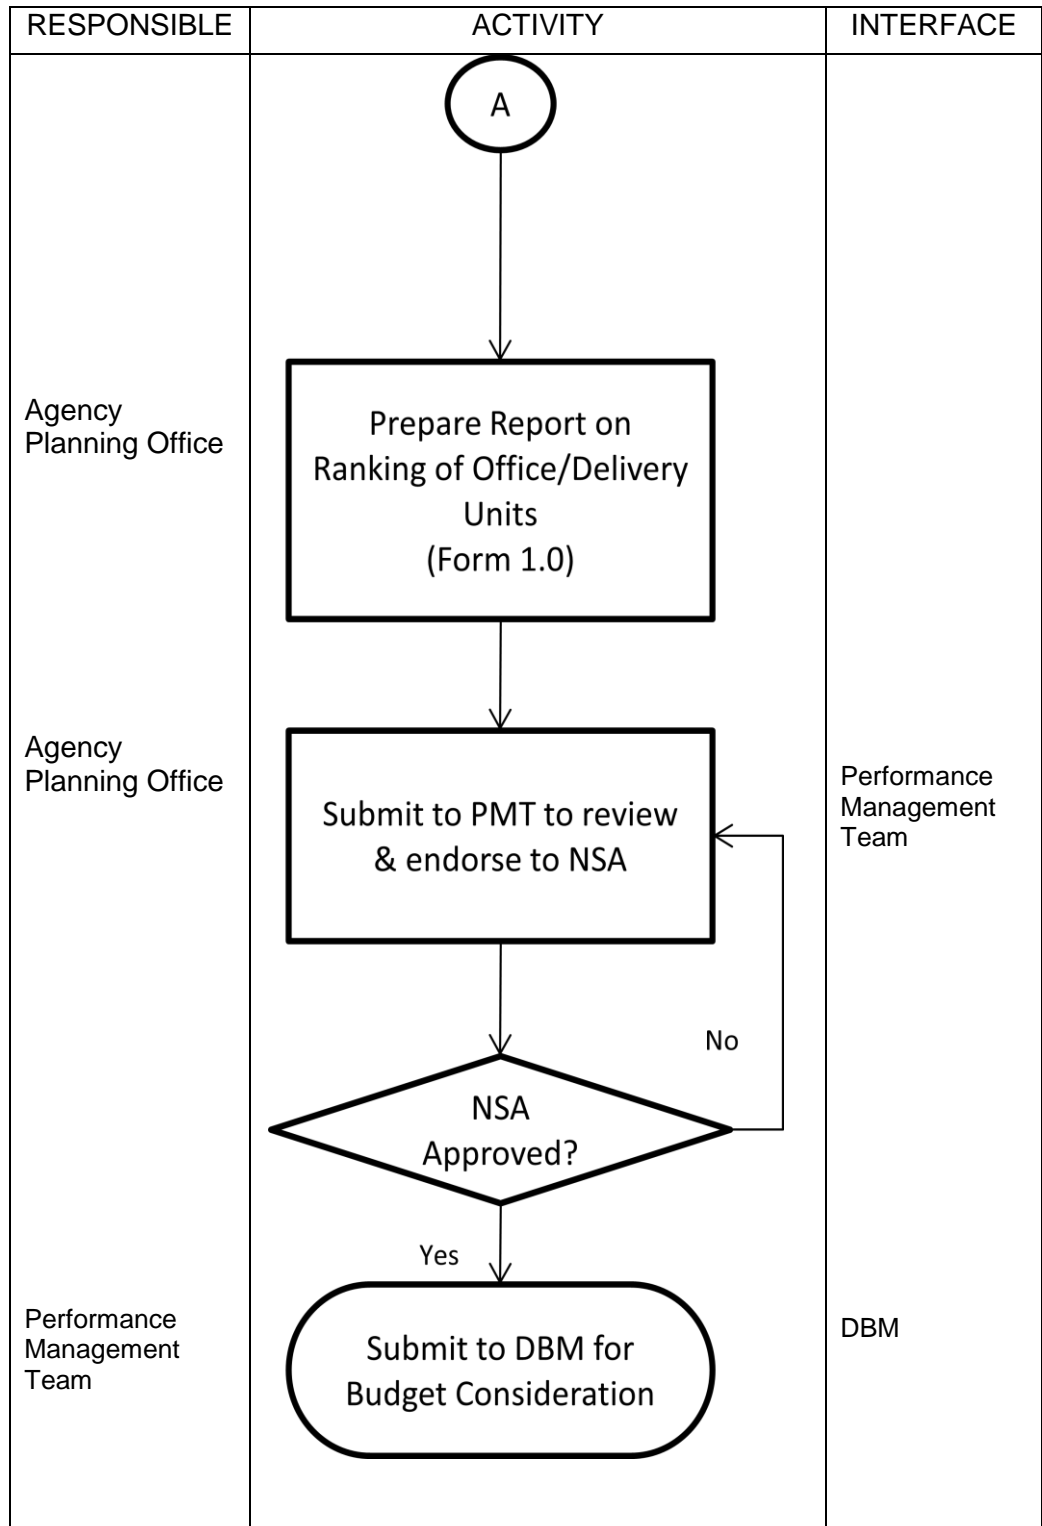 RESPONSIBLE
ACTIVITY
INTERFACE
A
Agency
Planning Office
Prepare Report on
Ranking of Office/Delivery
Units
(Form 1.0)
Agency
Planning Office
Submit to PMT to review
& endorse to NSA
Performance
Management
Team
No
NSA
Approved?
Yes
Performance
Management
Team
Submit to DBM for
Budget Consideration
DBM